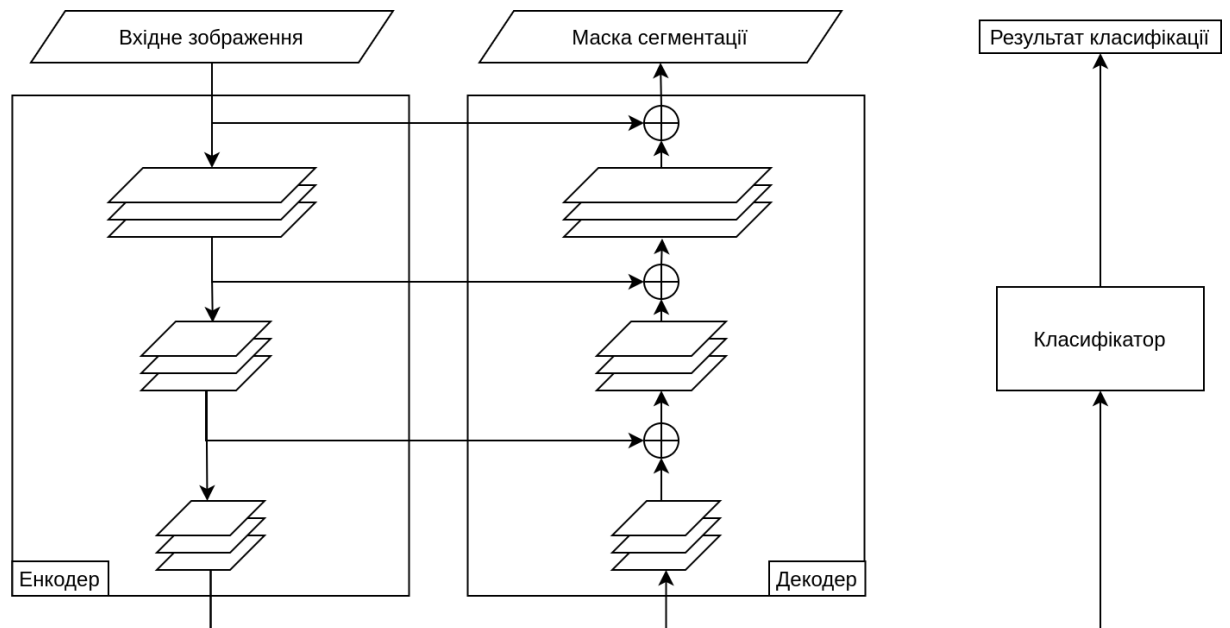 Вхідне зображення
Маска сегментації
Результат класифікації
Класифікатор
Енкодер
Декодер